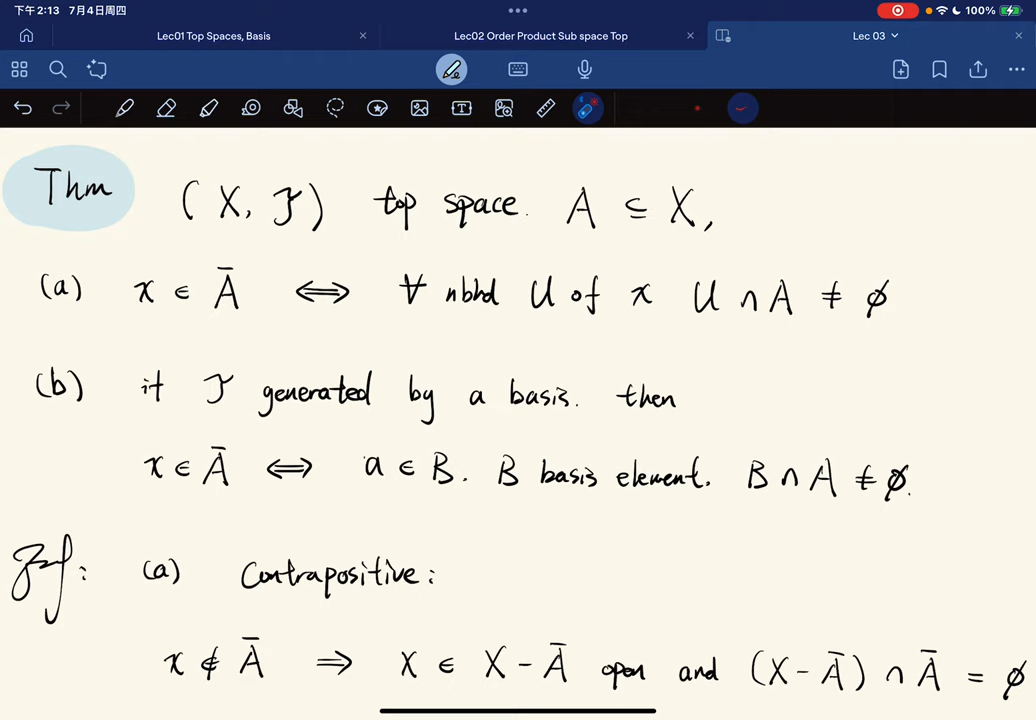 下午2:13 7月4日周四
100%
Lec01 Top Spaces, Basis
Lec02 Order Product Sub space Top
Lec 03
Thm (X, 𝒯) top space. A ⊆ X,
(a) x ∈ Ā ⟺ ∀ nbhd U of x U ∩ A ≠ ∅
(b) if 𝒯 generated by a basis. then
x ∈ Ā ⟺ a ∈ B. B basis element. B ∩ A ≠ ∅.
Prf: (a) Contrapositive:
x ∉ Ā ⟹ X ∈ X - Ā open and (X - Ā) ∩ Ā = ∅